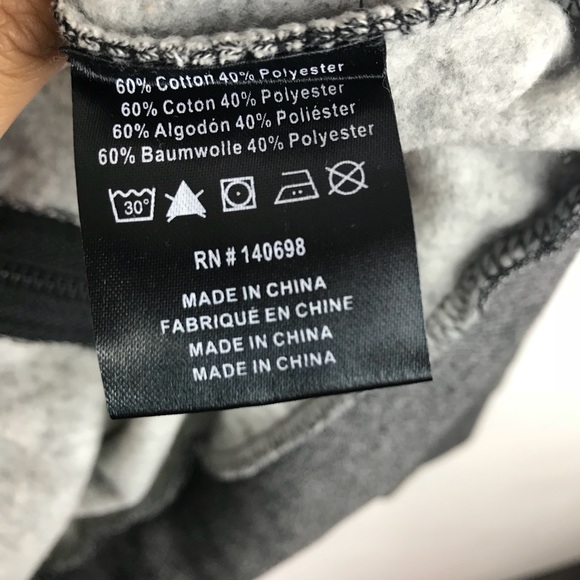 60% Cotton 40% Polyester
60% Coton 40% Polyester
60% Algodón 40% Poliéster
60% Baumwolle 40% Polyester
30°
RN # 140698
MADE IN CHINA
FABRIQUÉ EN CHINE
MADE IN CHINA
MADE IN CHINA